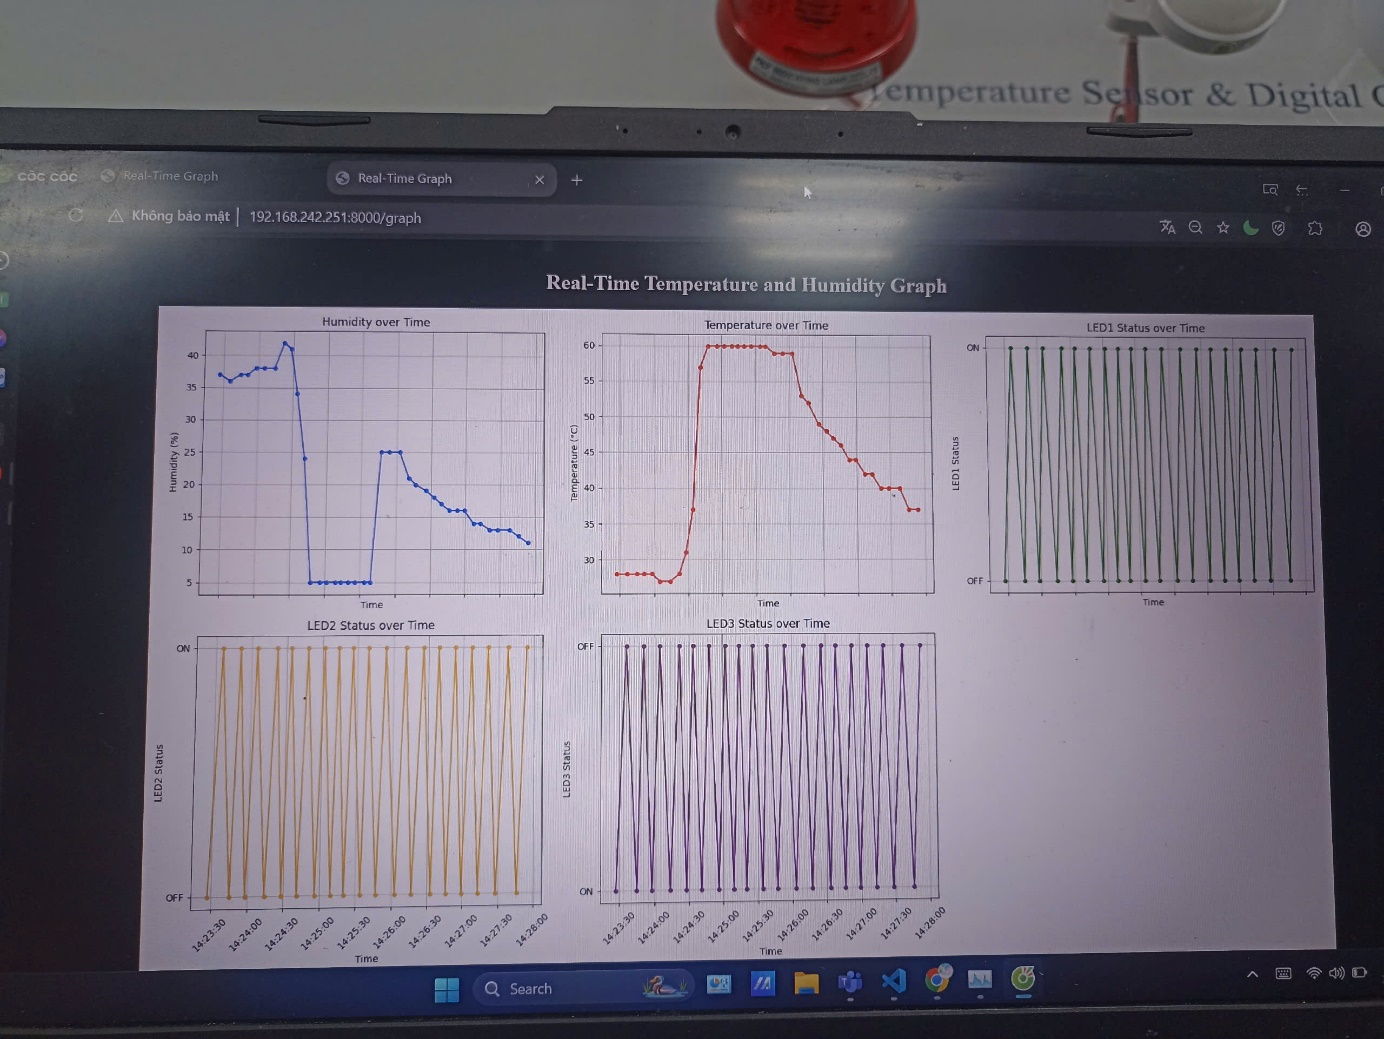 Temperature Sensor & Digital
CỐC CỐC
Real-Time Graph
Real-Time Graph
Không bảo mật
192.168.242.251:8000/graph
Real-Time Temperature and Humidity Graph
Humidity over Time
40
35
30
25
20
15
10
5
Humidity (%)
Time
Temperature over Time
60
55
50
45
40
35
30
Temperature (°C)
Time
LED1 Status over Time
ON
OFF
LED1 Status
Time
LED2 Status over Time
ON
OFF
LED2 Status
14:23:30
14:24:00
14:24:30
14:25:00
14:25:30
14:26:00
14:26:30
14:27:00
14:27:30
14:28:00
Time
LED3 Status over Time
OFF
ON
LED3 Status
14:23:30
14:24:00
14:24:30
14:25:00
14:25:30
14:26:00
14:26:30
14:27:00
14:27:30
14:28:00
Time
Search